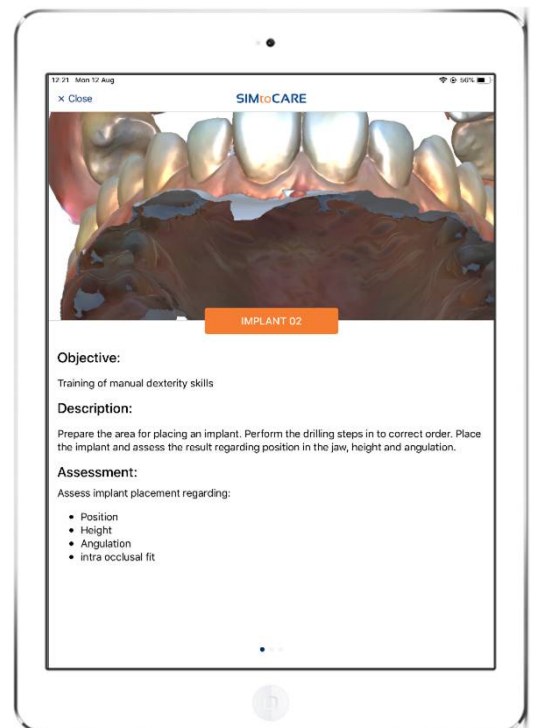 12:21 Mon 12 Aug
56%
× Close
SIMtoCARE
IMPLANT 02
Objective:
Training of manual dexterity skills
Description:
Prepare the area for placing an implant. Perform the drilling steps in to correct order. Place
the implant and assess the result regarding position in the jaw, height and angulation.
Assessment:
Assess implant placement regarding:
• Position
• Height
• Angulation
• intra occlusal fit